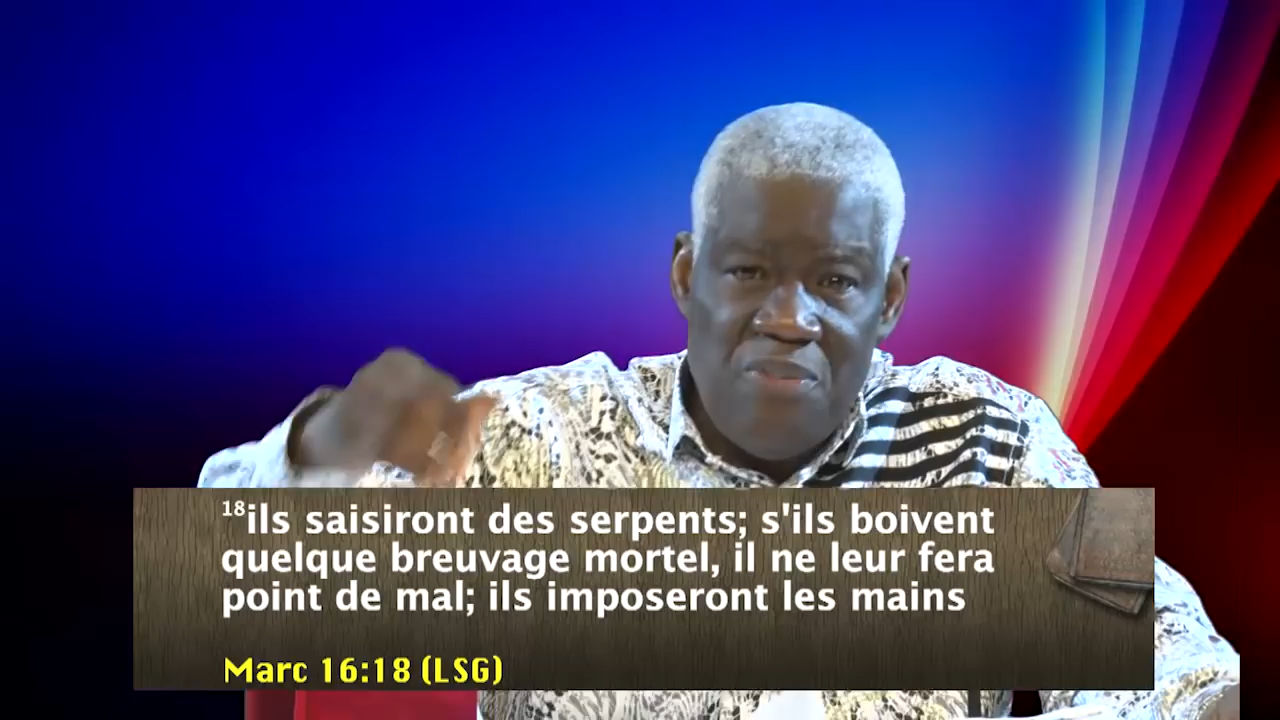 18ils saisiront des serpents; s'ils boivent
quelque breuvage mortel, il ne leur fera
point de mal; ils imposeront les mains
Marc 16:18 (LSG)